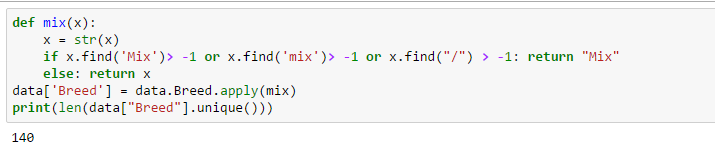 def mix(x):
    x = str(x)
    if x.find('Mix')> -1 or x.find('mix')> -1 or x.find("/") > -1: return "Mix"
    else: return x
data['Breed'] = data.Breed.apply(mix)
print(len(data["Breed"].unique()))
140